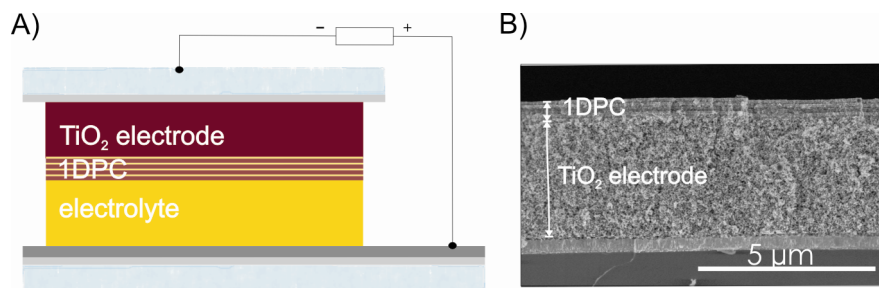 A)
− +
TiO₂ electrode
1DPC
electrolyte
B)
1DPC
TiO₂ electrode
5 μm